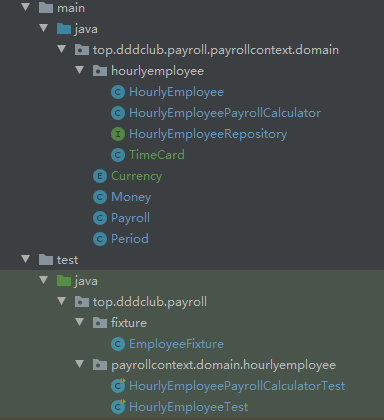 main
java
top.dddclub.payroll.payrollcontext.domain
hourlyemployee
HourlyEmployee
HourlyEmployeePayrollCalculator
HourlyEmployeeRepository
TimeCard
Currency
Money
Payroll
Period
test
java
top.dddclub.payroll
fixture
EmployeeFixture
payrollcontext.domain.hourlyemployee
HourlyEmployeePayrollCalculatorTest
HourlyEmployeeTest